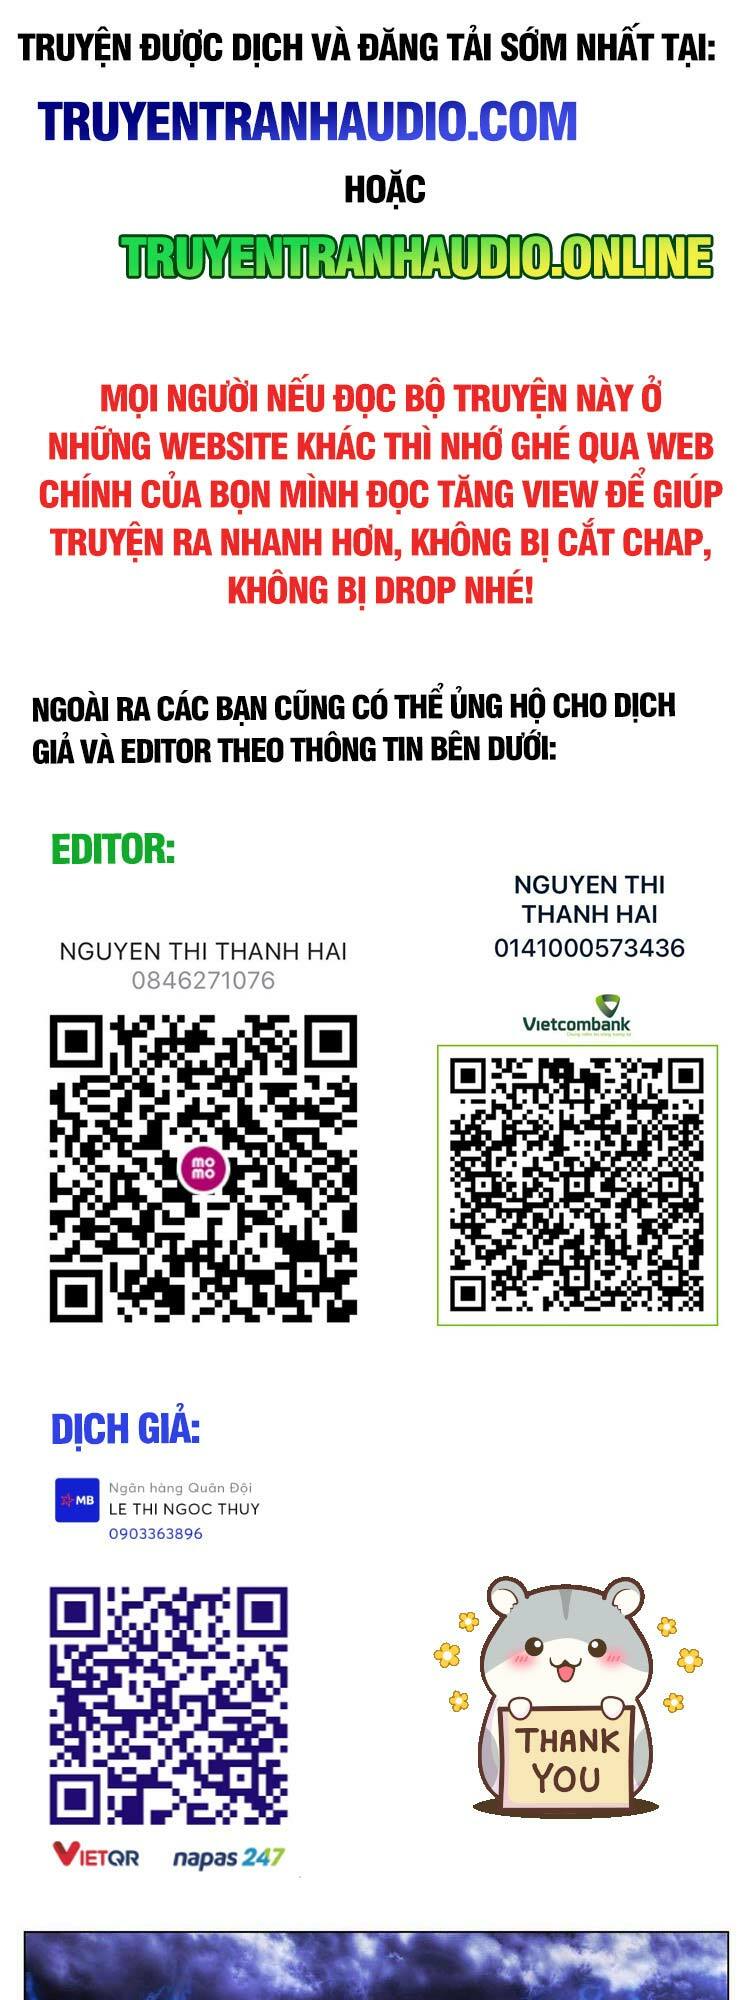 TRUYỆN ĐƯỢC DỊCH VÀ ĐĂNG TẢI SỚM NHẤT TẠI:
TRUYENTRANHAUDIO.COM
HOẶC
TRUYENTRANHAUDIO.ONLINE
MỌI NGƯỜI NẾU ĐỌC BỘ TRUYỆN NÀY Ở
NHỮNG WEBSITE KHÁC THÌ NHỚ GHÉ QUA WEB
CHÍNH CỦA BỌN MÌNH ĐỌC TĂNG VIEW ĐỂ GIÚP
TRUYỆN RA NHANH HƠN, KHÔNG BỊ CẮT CHAP,
KHÔNG BỊ DROP NHÉ!
NGOÀI RA CÁC BẠN CŨNG CÓ THỂ ỦNG HỘ CHO DỊCH
GIẢ VÀ EDITOR THEO THÔNG TIN BÊN DƯỚI:
EDITOR:
NGUYEN THI THANH HAI
0846271076
mo
mo
NGUYEN THI
THANH HAI
0141000573436
Vietcombank
DỊCH GIẢ:
MB
Ngân hàng Quân Đội
LE THI NGOC THUY
0903363896
VIETQR
napas 247
THANK
YOU